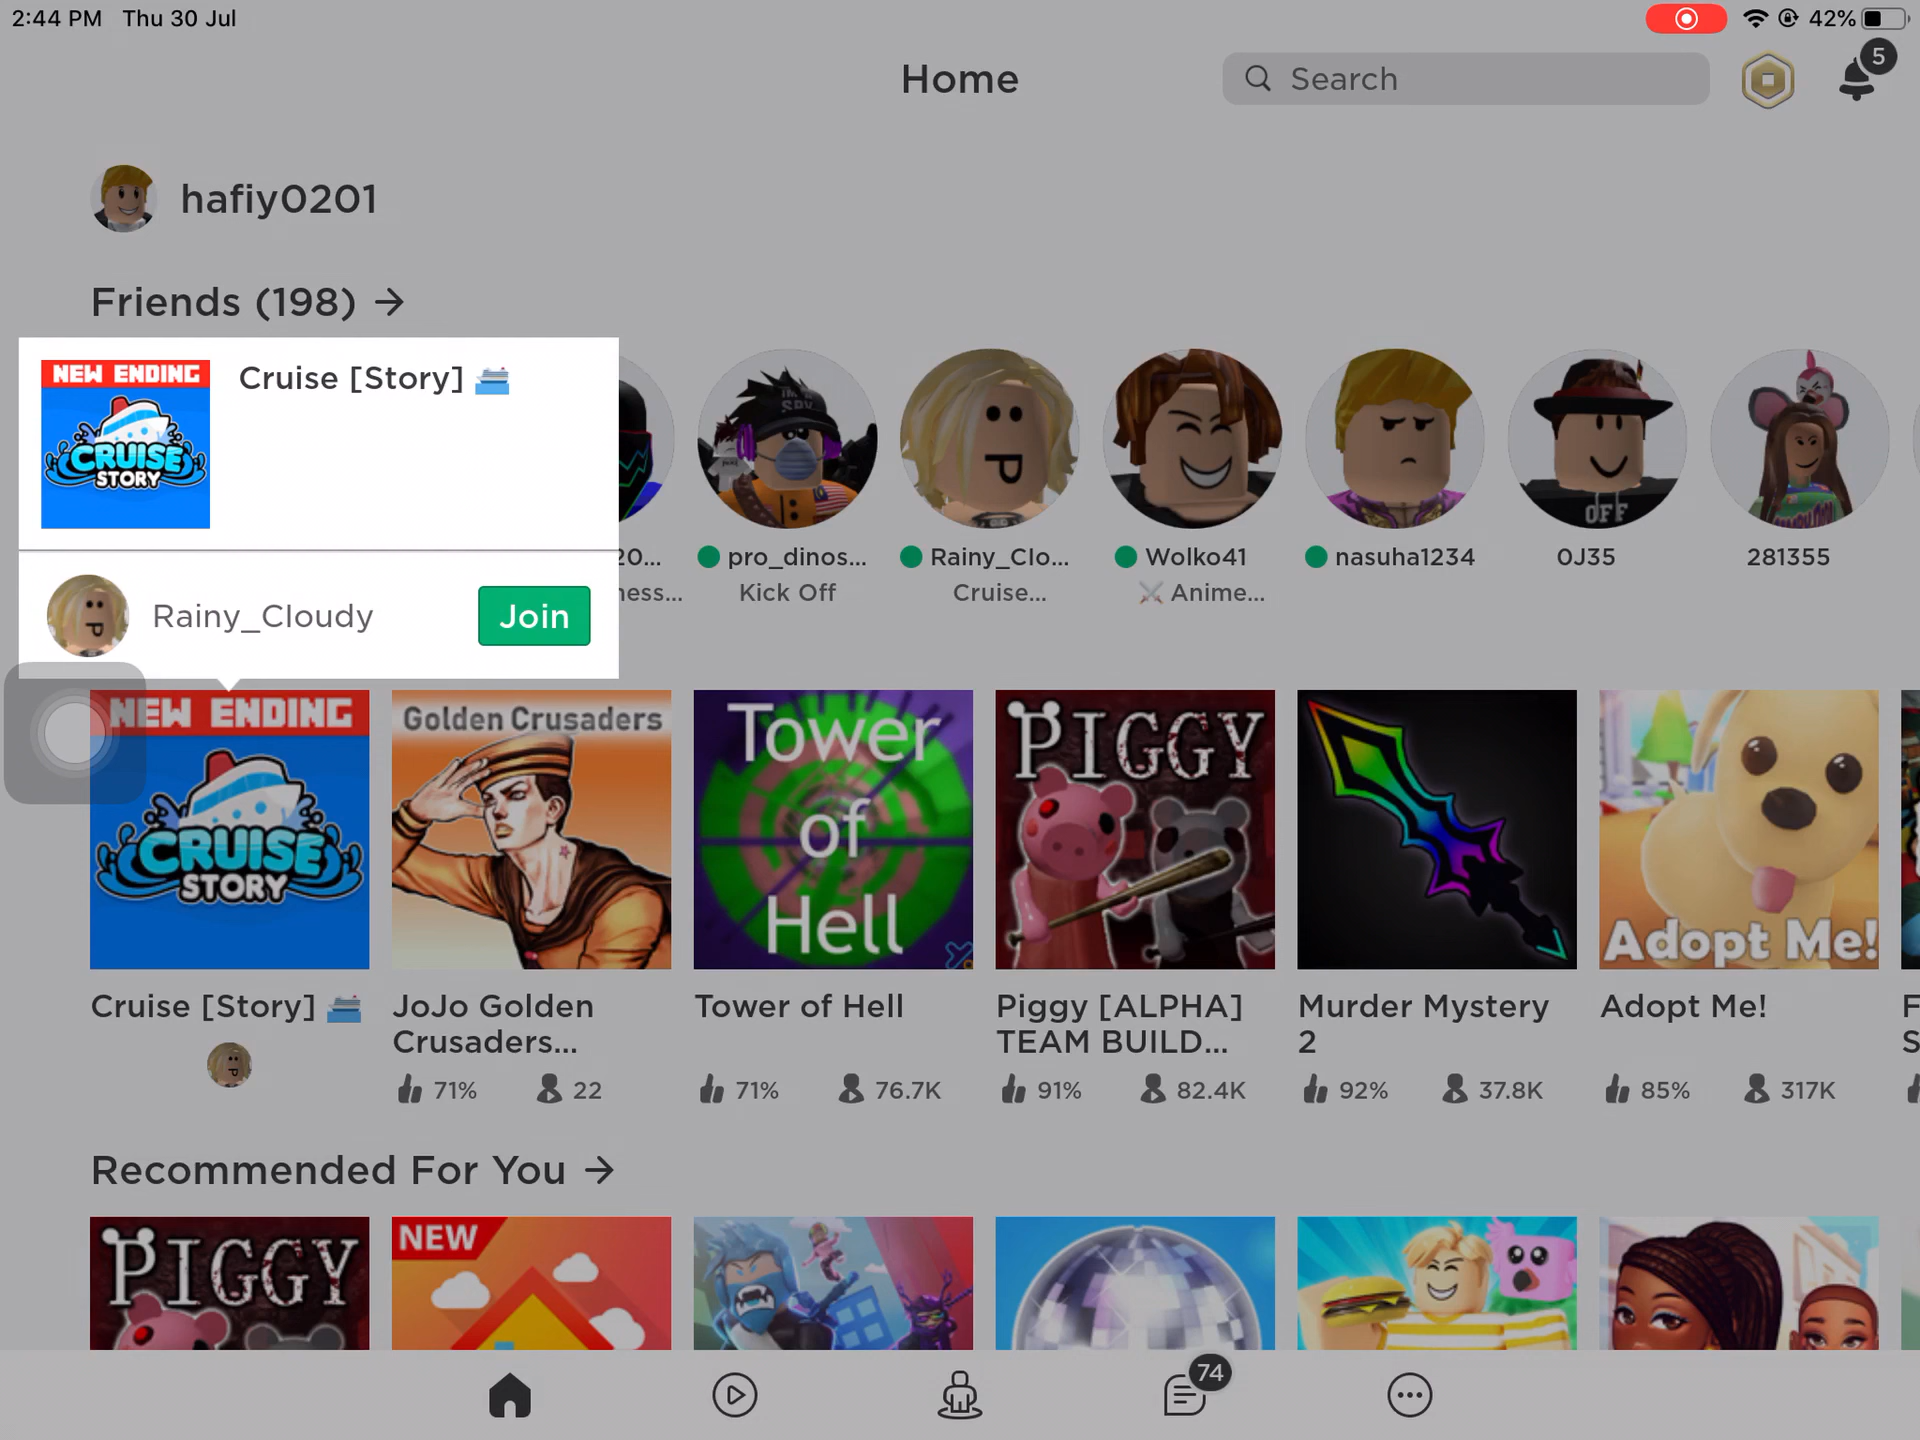 2:44 PM Thu 30 Jul
42%
Home
Search
5
hafiy0201
Friends (198) →
NEW ENDING
CRUISE
STORY
Cruise [Story] 🛳️
Rainy_Cloudy
Join
I'M A
SPY
OFF
20...
ness...
pro_dinos...
Kick Off
Rainy_Clo...
Cruise...
Wolko41
⚔️ Anime...
nasuha1234
0J35
281355
NEW ENDING
CRUISE
STORY
Golden Crusaders
Tower
of
Hell
PIGGY
Adopt Me!
Cruise [Story] 🛳️
JoJo Golden
Crusaders...
71% 22
Tower of Hell
71% 76.7K
Piggy [ALPHA]
TEAM BUILD...
91% 82.4K
Murder Mystery
2
92% 37.8K
Adopt Me!
85% 317K
F
S
Recommended For You →
PIGGY
NEW
74